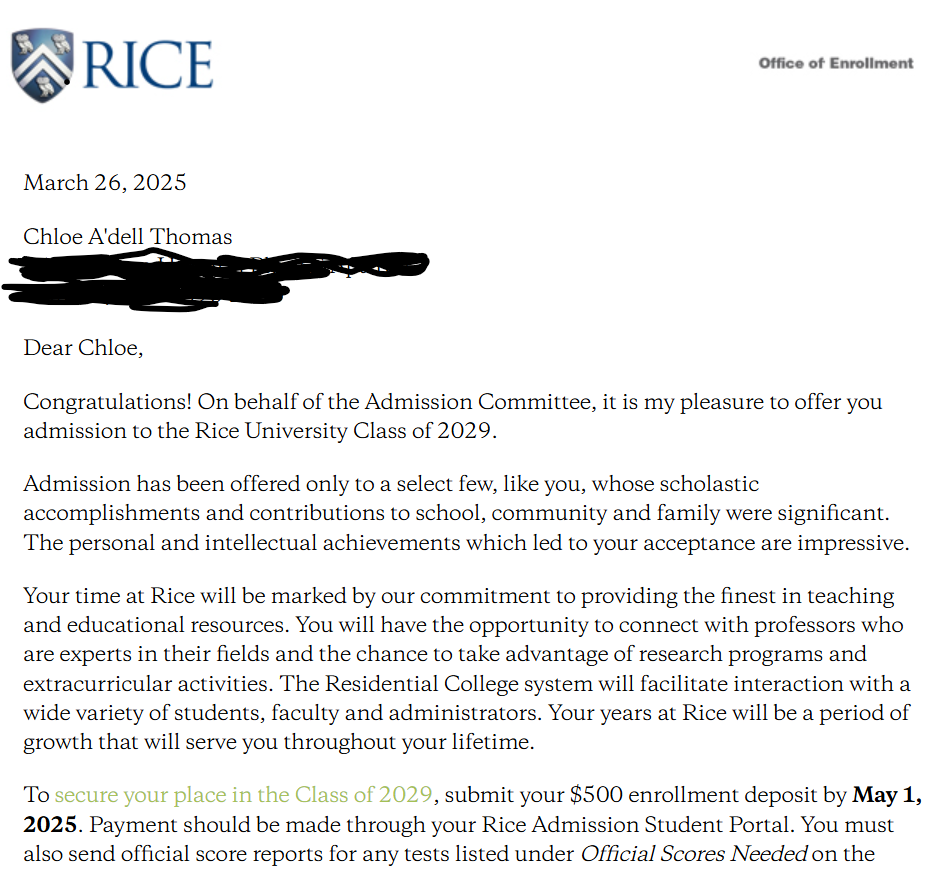 RICE
Office of Enrollment
March 26, 2025
Chloe A'dell Thomas
Dear Chloe,
Congratulations! On behalf of the Admission Committee, it is my pleasure to offer you
admission to the Rice University Class of 2029.
Admission has been offered only to a select few, like you, whose scholastic
accomplishments and contributions to school, community and family were significant.
The personal and intellectual achievements which led to your acceptance are impressive.
Your time at Rice will be marked by our commitment to providing the finest in teaching
and educational resources. You will have the opportunity to connect with professors who
are experts in their fields and the chance to take advantage of research programs and
extracurricular activities. The Residential College system will facilitate interaction with a
wide variety of students, faculty and administrators. Your years at Rice will be a period of
growth that will serve you throughout your lifetime.
To secure your place in the Class of 2029, submit your $500 enrollment deposit by May 1,
2025. Payment should be made through your Rice Admission Student Portal. You must
also send official score reports for any tests listed under Official Scores Needed on the